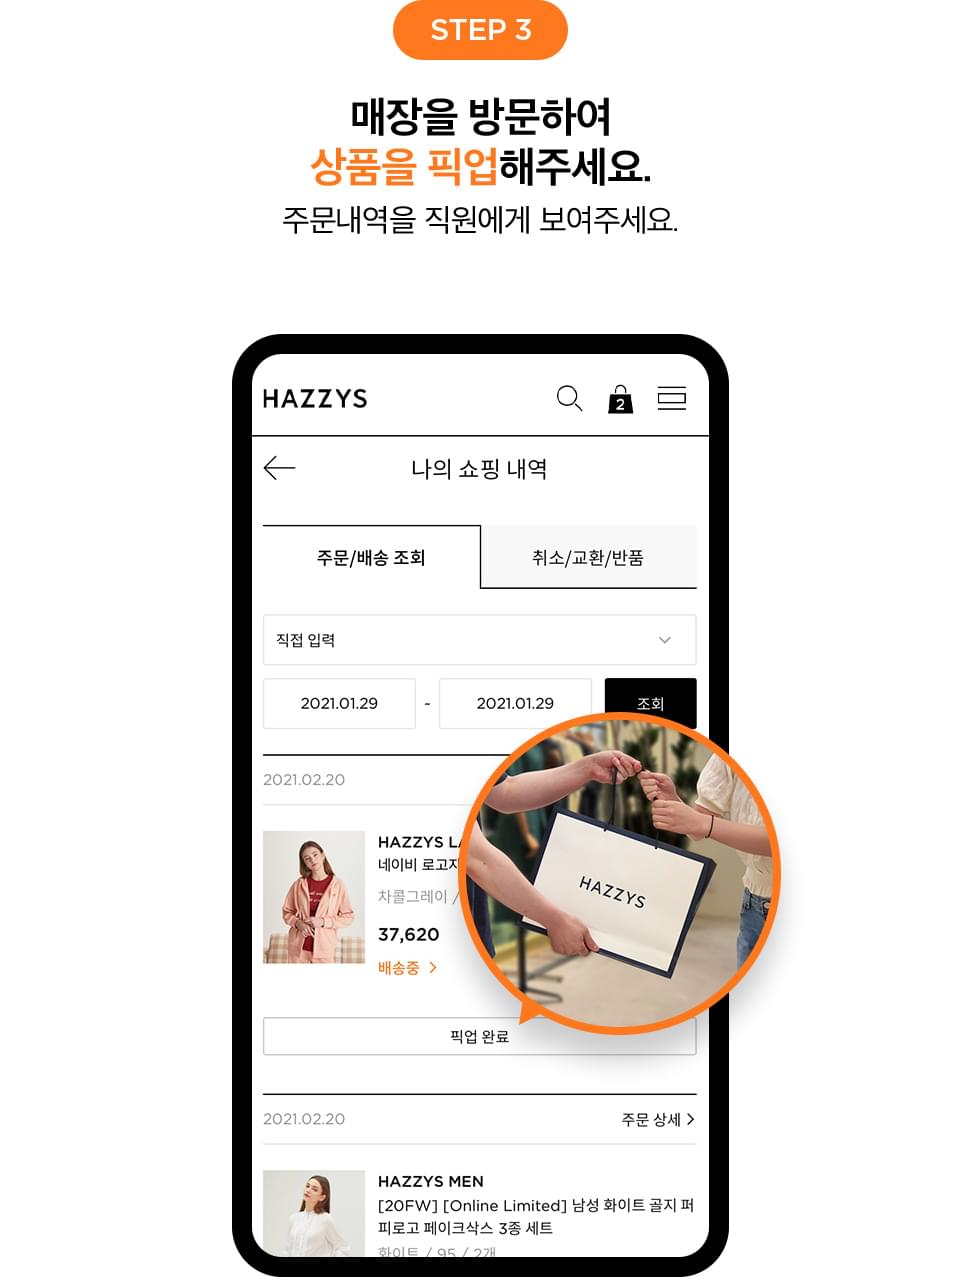 STEP 3
매장을 방문하여
상품을 픽업해주세요.
주문내역을 직원에게 보여주세요.
HAZZYS
2
나의 쇼핑 내역
주문/배송 조회 취소/교환/반품
직접 입력
2021.01.29 ~ 2021.01.29 조회
2021.02.20
HAZZYS
네이비
차콜그레이 /
37,620
배송중 >
HAZZYS
픽업 완료
2021.02.20 주문 상세 >
HAZZYS MEN
[20FW] [Online Limited] 남성 화이트 골지 퍼
피로고 페이크삭스 3종 세트
화이트 / 95 / 2개